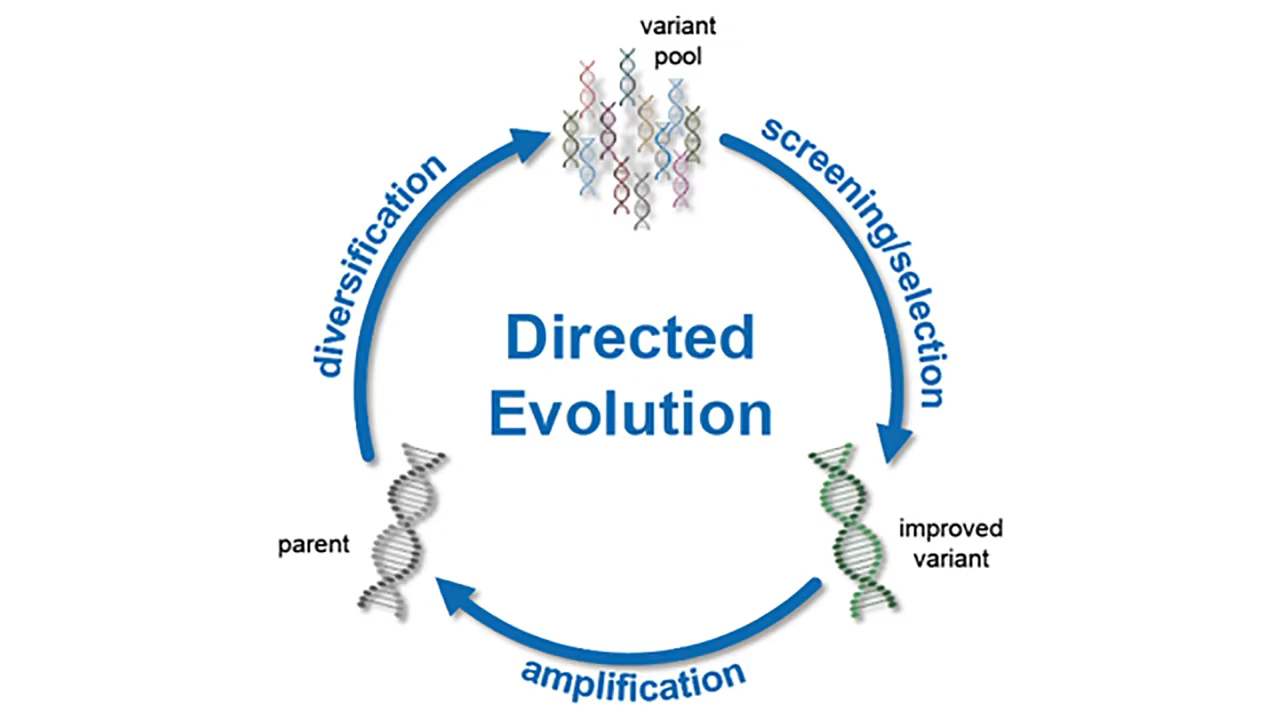 variant
pool
screening/selection
diversification
Directed
Evolution
parent
improved
variant
amplification